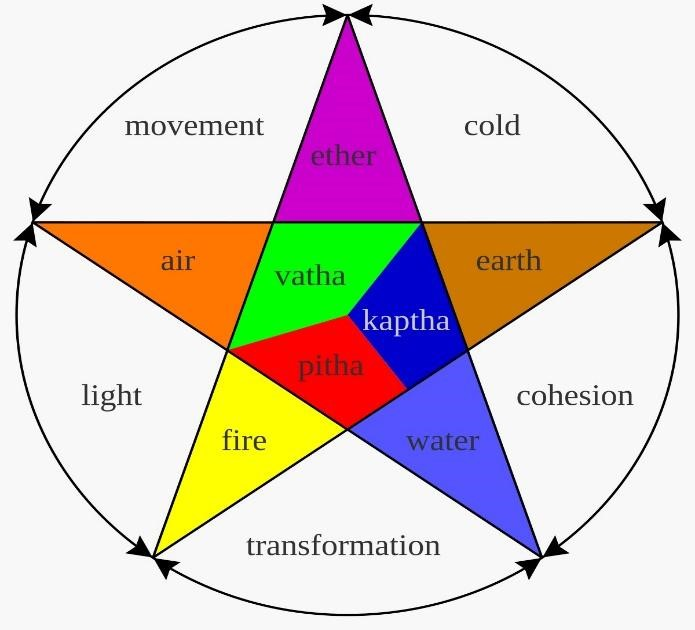 movement
cold
ether
air
earth
vatha
kaptha
pitha
light
cohesion
fire
water
transformation